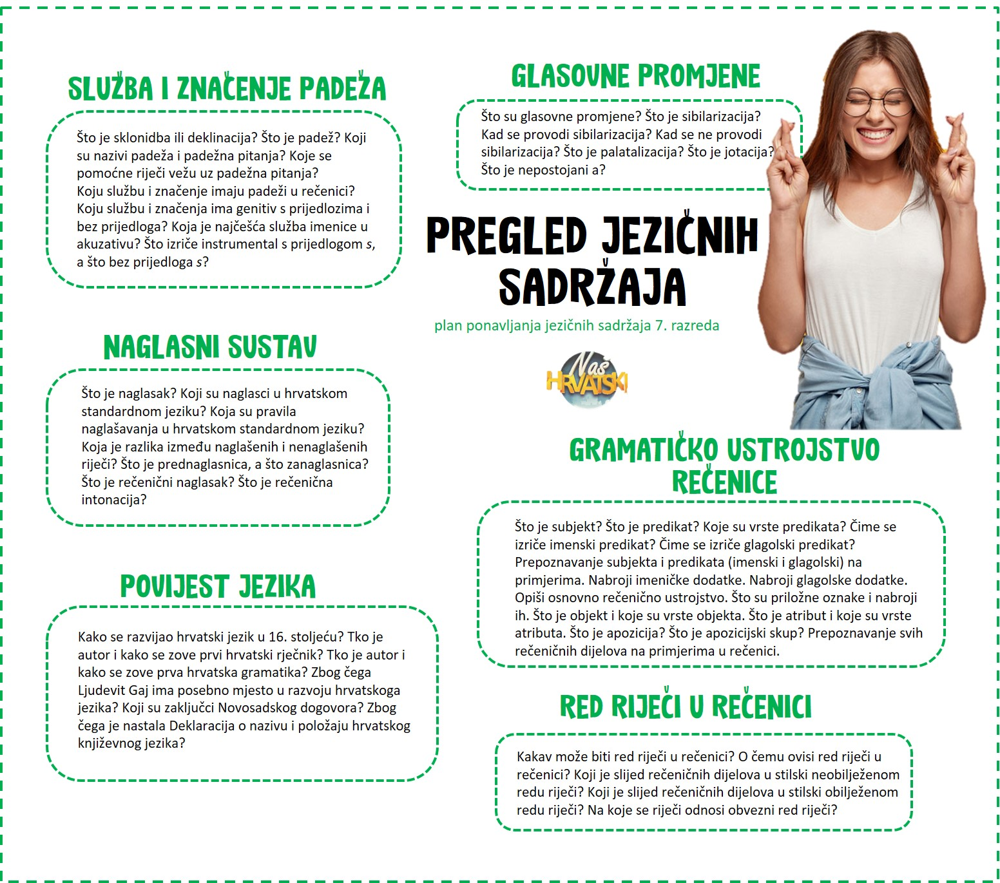 SLUŽBA I ZNAČENJE PADEŽA
Što je sklonidba ili deklinacija? Što je padež? Koji
su nazivi padeža i padežna pitanja? Koje se
pomoćne riječi vežu uz padežna pitanja?
Koju službu i značenje imaju padeži u rečenici?
Koju službu i značenja ima genitiv s prijedlozima i
bez prijedloga? Koja je najčešća služba imenice u
akuzativu? Što izriče instrumental s prijedlogom s,
a što bez prijedloga s?
NAGLASNI SUSTAV
Što je naglasak? Koji su naglasci u hrvatskom
standardnom jeziku? Koja su pravila
naglašavanja u hrvatskom standardnom jeziku?
Koja je razlika između naglašenih i nenaglašenih
riječi? Što je prednaglasnica, a što zanaglasnica?
Što je rečenični naglasak? Što je rečenična
intonacija?
POVIJEST JEZIKA
Kako se razvijao hrvatski jezik u 16. stoljeću? Tko je
autor i kako se zove prvi hrvatski rječnik? Tko je autor i
kako se zove prva hrvatska gramatika? Zbog čega
Ljudevit Gaj ima posebno mjesto u razvoju hrvatskoga
jezika? Koji su zaključci Novosadskog dogovora? Zbog
čega je nastala Deklaracija o nazivu i položaju hrvatskog
književnog jezika?
GLASOVNE PROMJENE
Što su glasovne promjene? Što je sibilarizacija?
Kad se provodi sibilarizacija? Kad se ne provodi
sibilarizacija? Što je palatalizacija? Što je jotacija?
Što je nepostojani a?
PREGLED JEZIČNIH
SADRŽAJA
plan ponavljanja jezičnih sadržaja 7. razreda
Naš
HRVATSKI
GRAMATIČKO USTROJSTVO
REČENICE
Što je subjekt? Što je predikat? Koje su vrste predikata? Čime se
izriče imenski predikat? Čime se izriče glagolski predikat?
Prepoznavanje subjekta i predikata (imenski i glagolski) na
primjerima. Nabroji imeničke dodatke. Nabroji glagolske dodatke.
Opiši osnovno rečenično ustrojstvo. Što su priložne oznake i nabroji
ih. Što je objekt i koje su vrste objekta. Što je atribut i koje su vrste
atributa. Što je apozicija? Što je apozicijski skup? Prepoznavanje svih
rečeničnih dijelova na primjerima u rečenici.
RED RIJEČI U REČENICI
Kakav može biti red riječi u rečenici? O čemu ovisi red riječi u
rečenici? Koji je slijed rečeničnih dijelova u stilski neobilježenom
redu riječi? Koji je slijed rečeničnih dijelova u stilski obilježenom
redu riječi? Na koje se riječi odnosi obvezni red riječi?